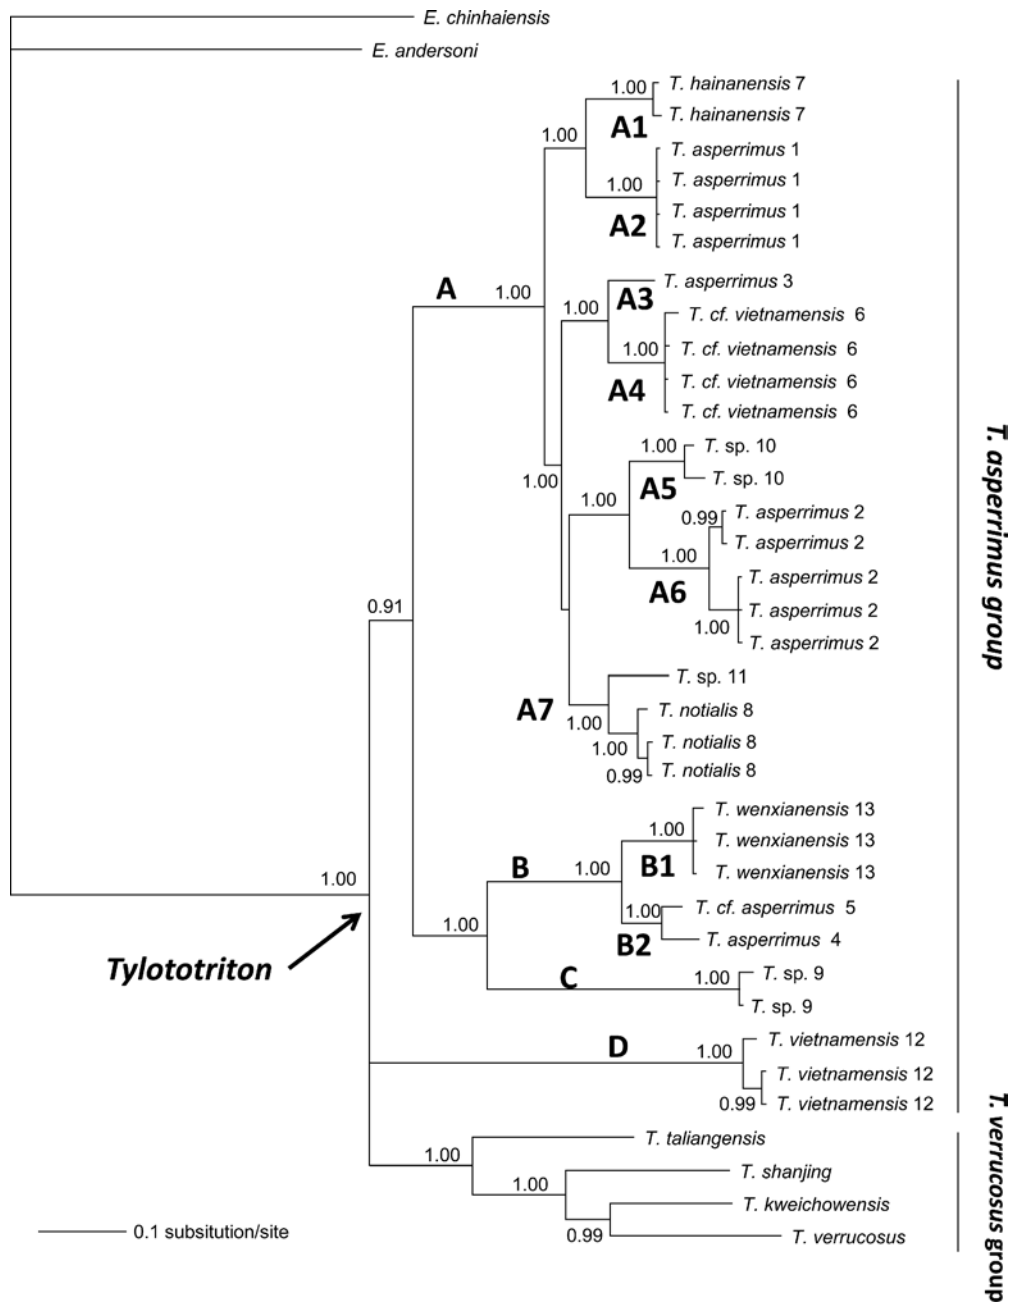 E. chinhaiensis
E. andersoni
1.00
T. hainanensis 7
T. hainanensis 7
A1
1.00
T. asperrimus 1
1.00
T. asperrimus 1
T. asperrimus 1
A2
T. asperrimus 1
A
1.00
T. asperrimus 3
1.00
A3
T. cf. vietnamensis 6
1.00
T. cf. vietnamensis 6
A4
T. cf. vietnamensis 6
T. cf. vietnamensis 6
1.00
T. sp. 10
1.00
T. sp. 10
A5
1.00
0.99
T. asperrimus 2
T. asperrimus 2
1.00
T. asperrimus 2
A6
T. asperrimus 2
1.00
T. asperrimus 2
0.91
T. sp. 11
A7
1.00
T. notialis 8
1.00
T. notialis 8
0.99
T. notialis 8
T. wenxianensis 13
1.00
T. wenxianensis 13
B
1.00
B1
T. wenxianensis 13
1.00
1.00
T. cf. asperrimus 5
1.00
B2
T. asperrimus 4
Tylototriton
C
1.00
T. sp. 9
T. sp. 9
D
1.00
T. vietnamensis 12
T. vietnamensis 12
0.99
T. vietnamensis 12
T. taliangensis
1.00
1.00
T. shanjing
T. kweichowensis
0.99
T. verrucosus
0.1 subsitution/site
T. asperrimus group
T. verrucosus group